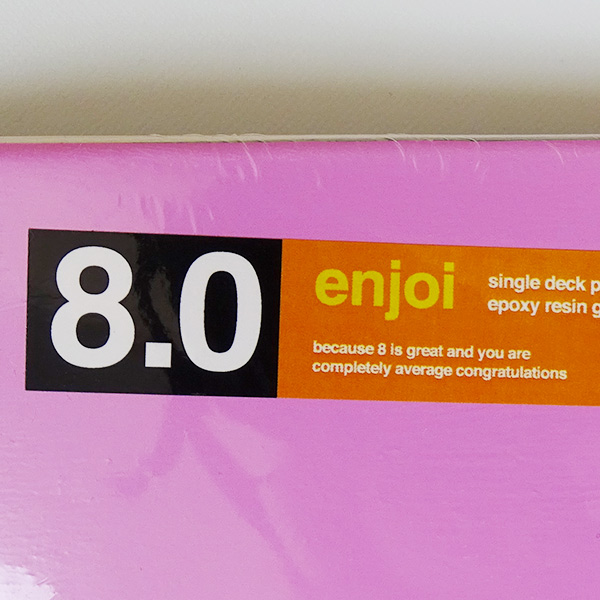 8.0
enjoi
single deck
epoxy resin
because 8 is great and you are
completely average congratulations